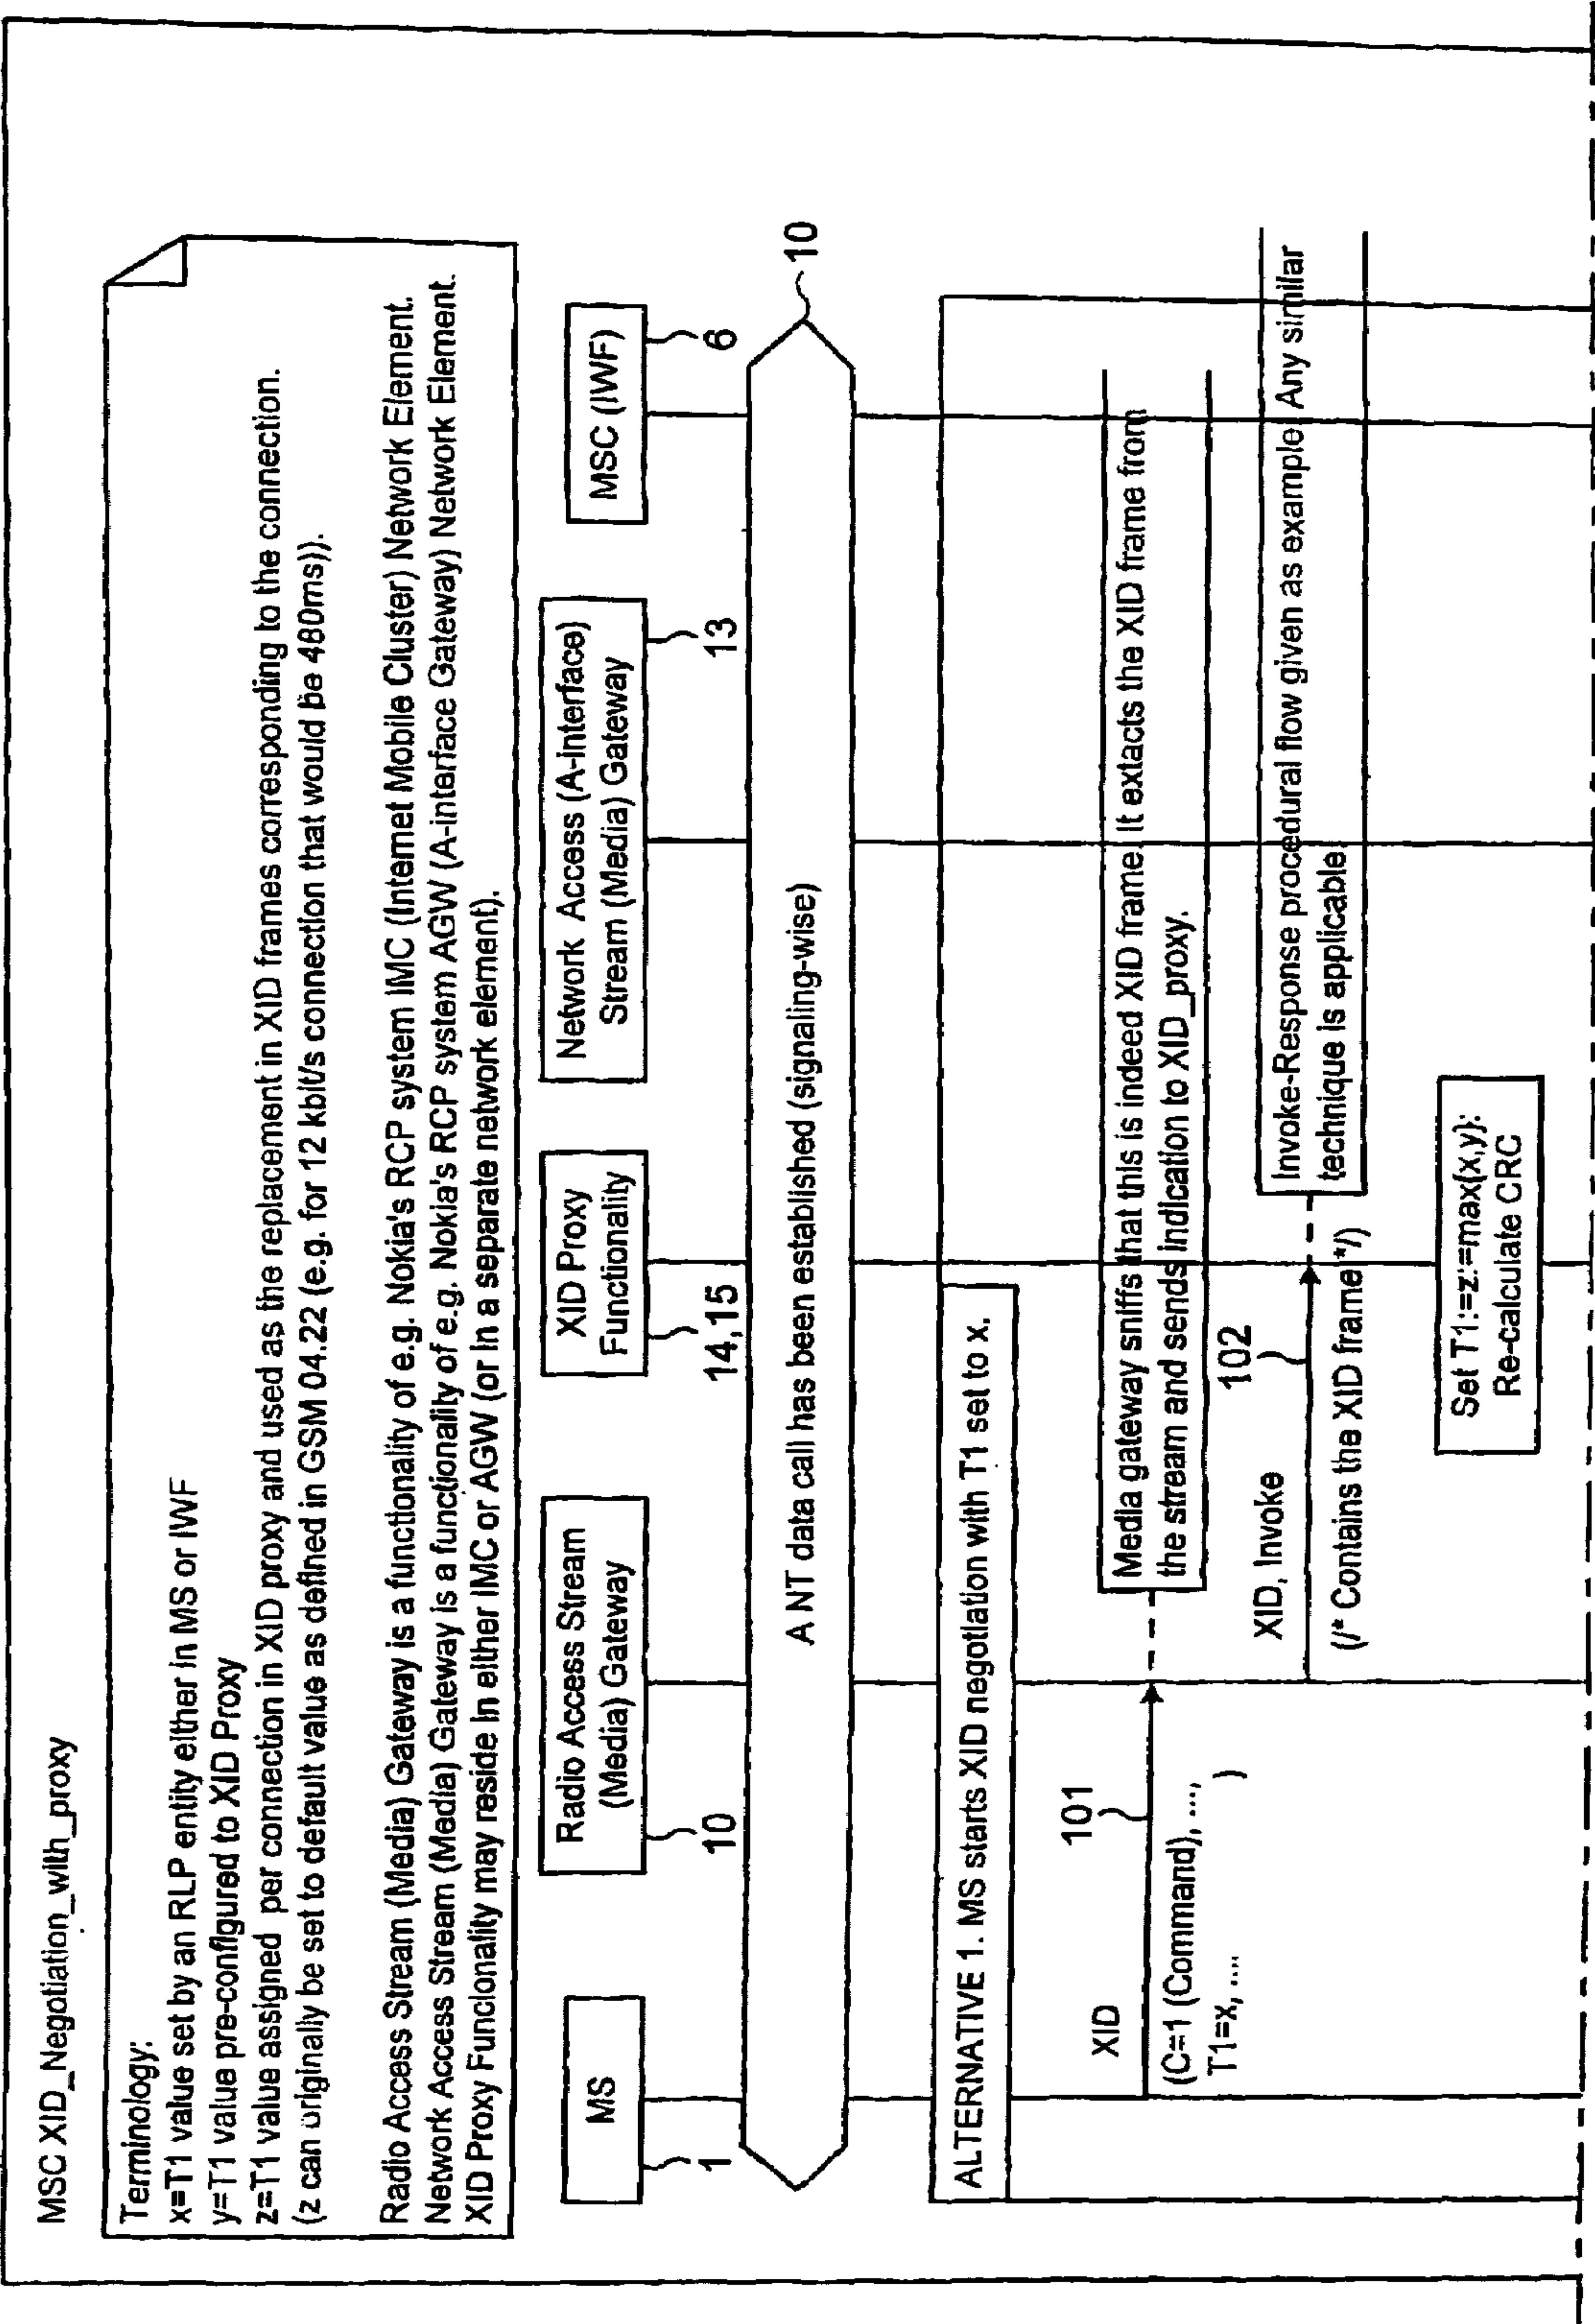 MSC XID_Negotiation_with_proxy
Terminology:
x=T1 value set by an RLP entity either in MS or IWF
y=T1 value pre-configured to XID Proxy
z=T1 value assigned per connection in XID proxy and used as the replacement in XID frames corresponding to the connection.
(z can originally be set to default value as defined in GSM 04.22 (e.g. for 12 kbit/s connection that would be 480ms)).
Radio Access Stream (Media) Gateway is a functionality of e.g. Nokia's RCP system IMC (Internet Mobile Cluster) Network Element.
Network Access Stream (Media) Gateway is a functionality of e.g. Nokia's RCP system AGW (A-interface Gateway) Network Element.
XID Proxy Funcionality may reside in either IMC or AGW (or in a separate network element).
MS
1
Radio Access Stream
(Media) Gateway
10
XID Proxy
Functionality
14,15
Network Access (A-interface)
Stream (Media) Gateway
13
MSC (IWF)
6
A NT data call has been established (signaling-wise)
10
ALTERNATIVE 1. MS starts XID negotiation with T1 set to x.
XID
101
(C=1 (Command), ....,
T1=x, .... )
Media gateway sniffs that this is indeed XID frame. It extacts the XID frame from
the stream and sends indication to XID_proxy.
XID, Invoke
102
(/* Contains the XID frame */)
Invoke-Response procedural flow given as example. Any similar
technique is applicable.
Set T1:=z:=max{x,y}:
Re-calculate CRC